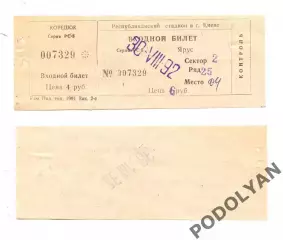 КОРЕШОК
Серия РСФ
007329
Входной билет
Цена 4 руб.
Республиканский стадион в г. Киеве
ВХОДНОЙ БИЛЕТ
Ярус
Сектор 2
№ 007329
Ряд 25
Место 04
Цена 6 руб.
30 VIII 92
КОНТРОЛЬ
PODOLYAN